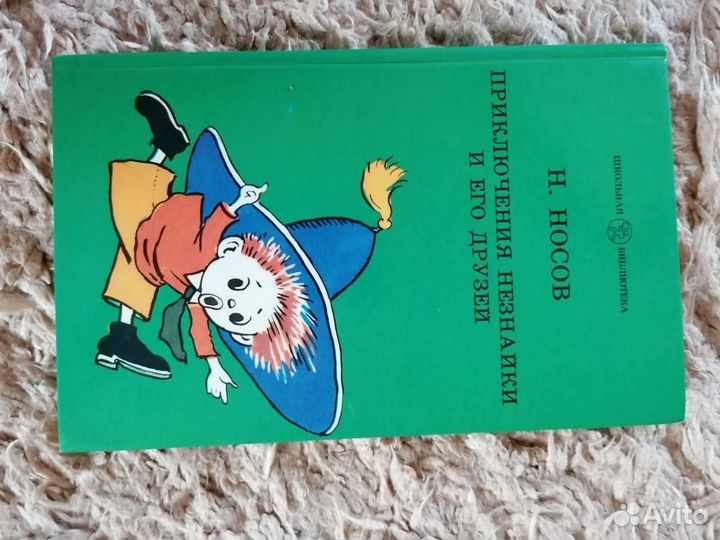 ШКОЛЬНАЯ БИБЛИОТЕКА
Н. НОСОВ
ПРИКЛЮЧЕНИЯ НЕЗНАЙКИ
И ЕГО ДРУЗЕЙ
Avito